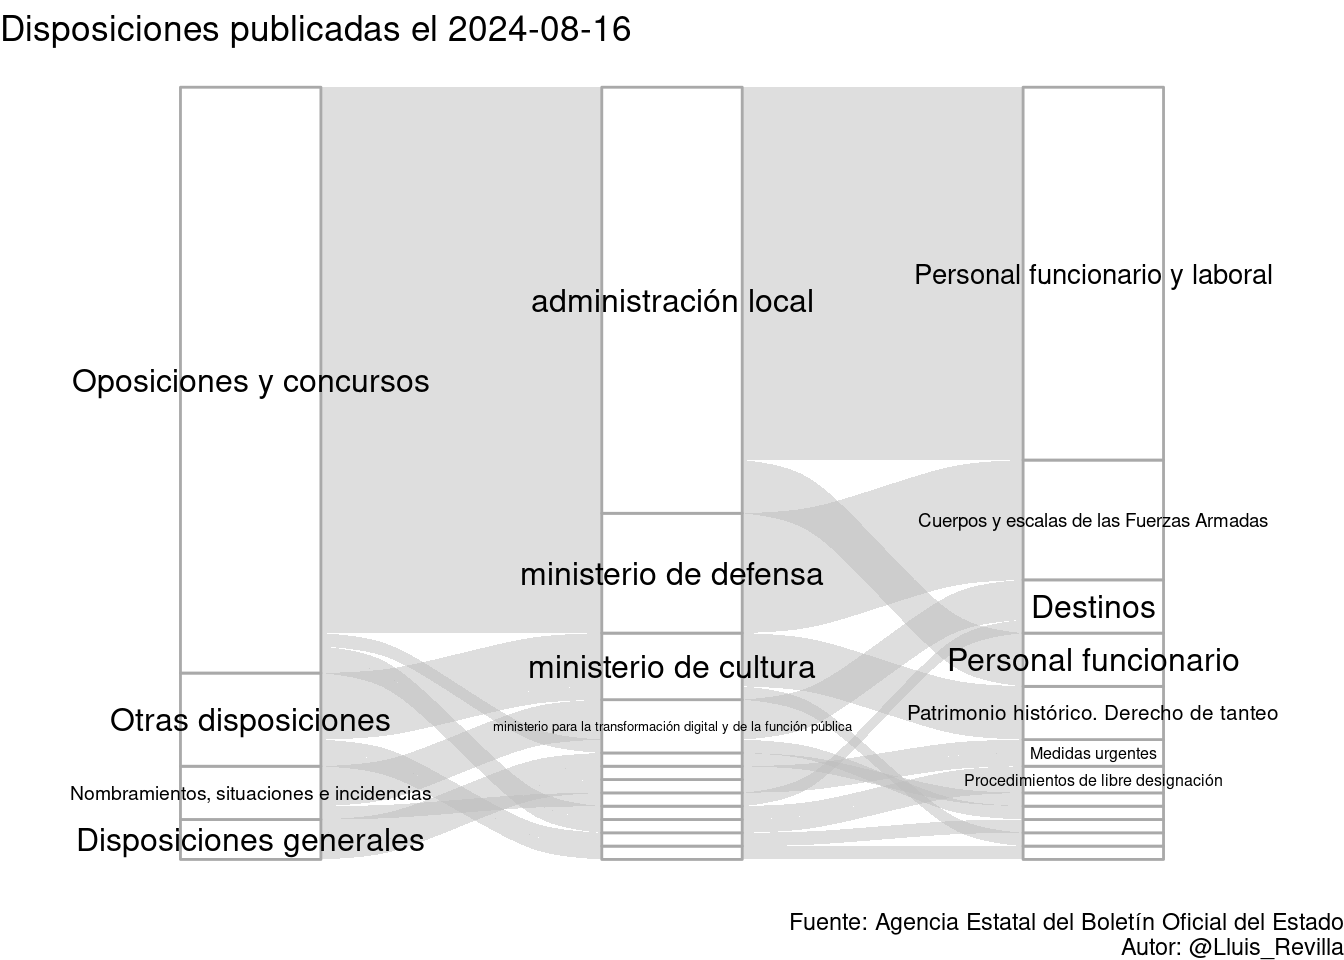 Disposiciones publicadas el 2024-08-16
Oposiciones y concursos
Otras disposiciones
Nombramientos, situaciones e incidencias
Disposiciones generales
administración local
ministerio de defensa
ministerio de cultura
ministerio para la transformación digital y de la función pública
Personal funcionario y laboral
Cuerpos y escalas de las Fuerzas Armadas
Destinos
Personal funcionario
Patrimonio histórico. Derecho de tanteo
Medidas urgentes
Procedimientos de libre designación
Fuente: Agencia Estatal del Boletín Oficial del Estado
Autor: @Lluis_Revilla